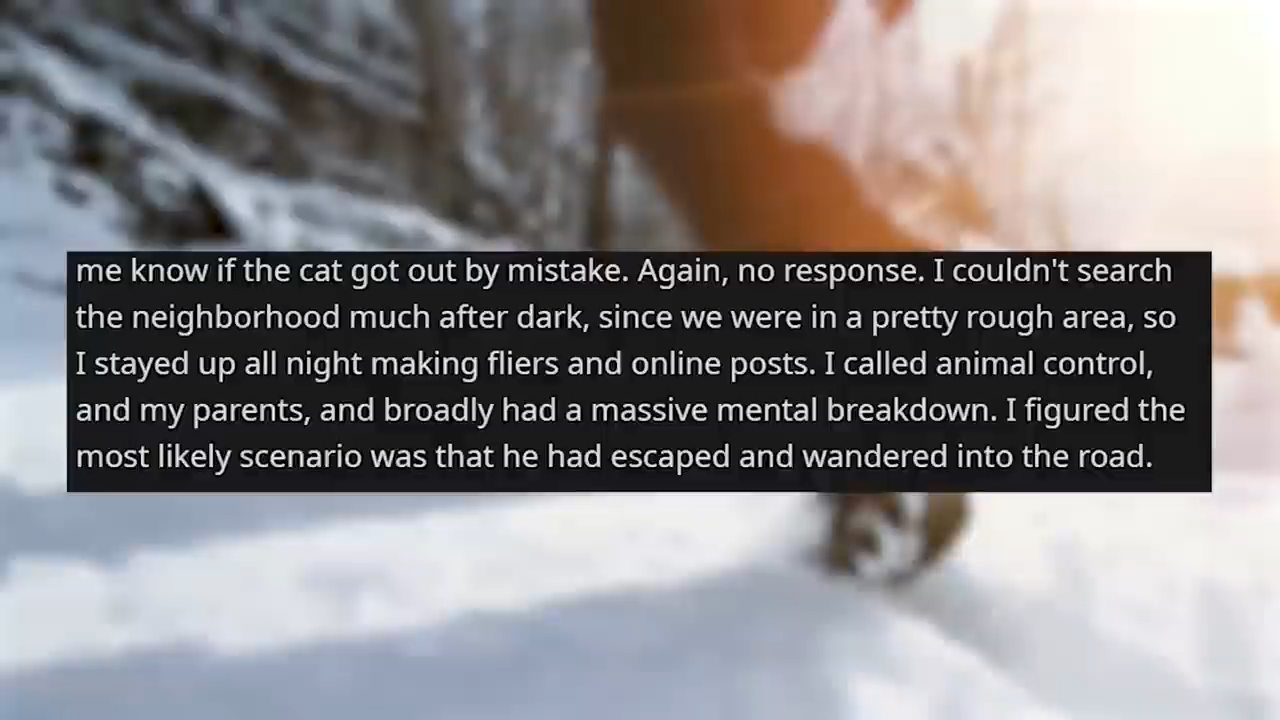 me know if the cat got out by mistake. Again, no response. I couldn't search
the neighborhood much after dark, since we were in a pretty rough area, so
I stayed up all night making fliers and online posts. I called animal control,
and my parents, and broadly had a massive mental breakdown. I figured the
most likely scenario was that he had escaped and wandered into the road.